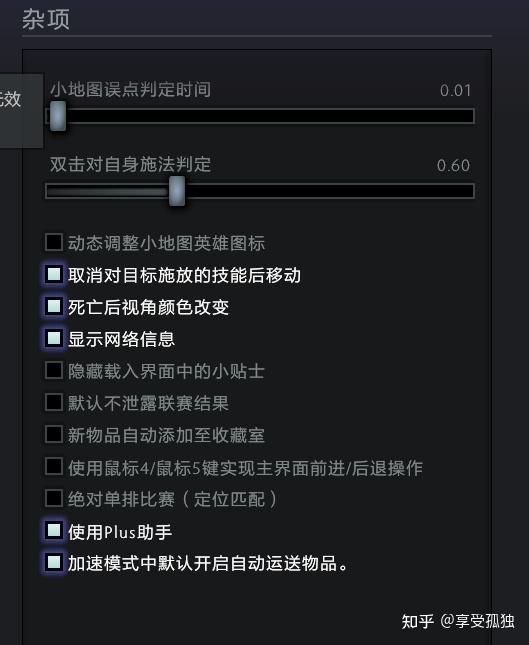 杂项
无效
小地图误点判定时间 0.01
双击对自身施法判定 0.60
动态调整小地图英雄图标
取消对目标施放的技能后移动
死亡后视角颜色改变
显示网络信息
隐藏载入界面中的小贴士
默认不泄露联赛结果
新物品自动添加至收藏室
使用鼠标4/鼠标5键实现主界面前进/后退操作
绝对单排比赛（定位匹配）
使用Plus助手
加速模式中默认开启自动运送物品。
知乎 @享受孤独